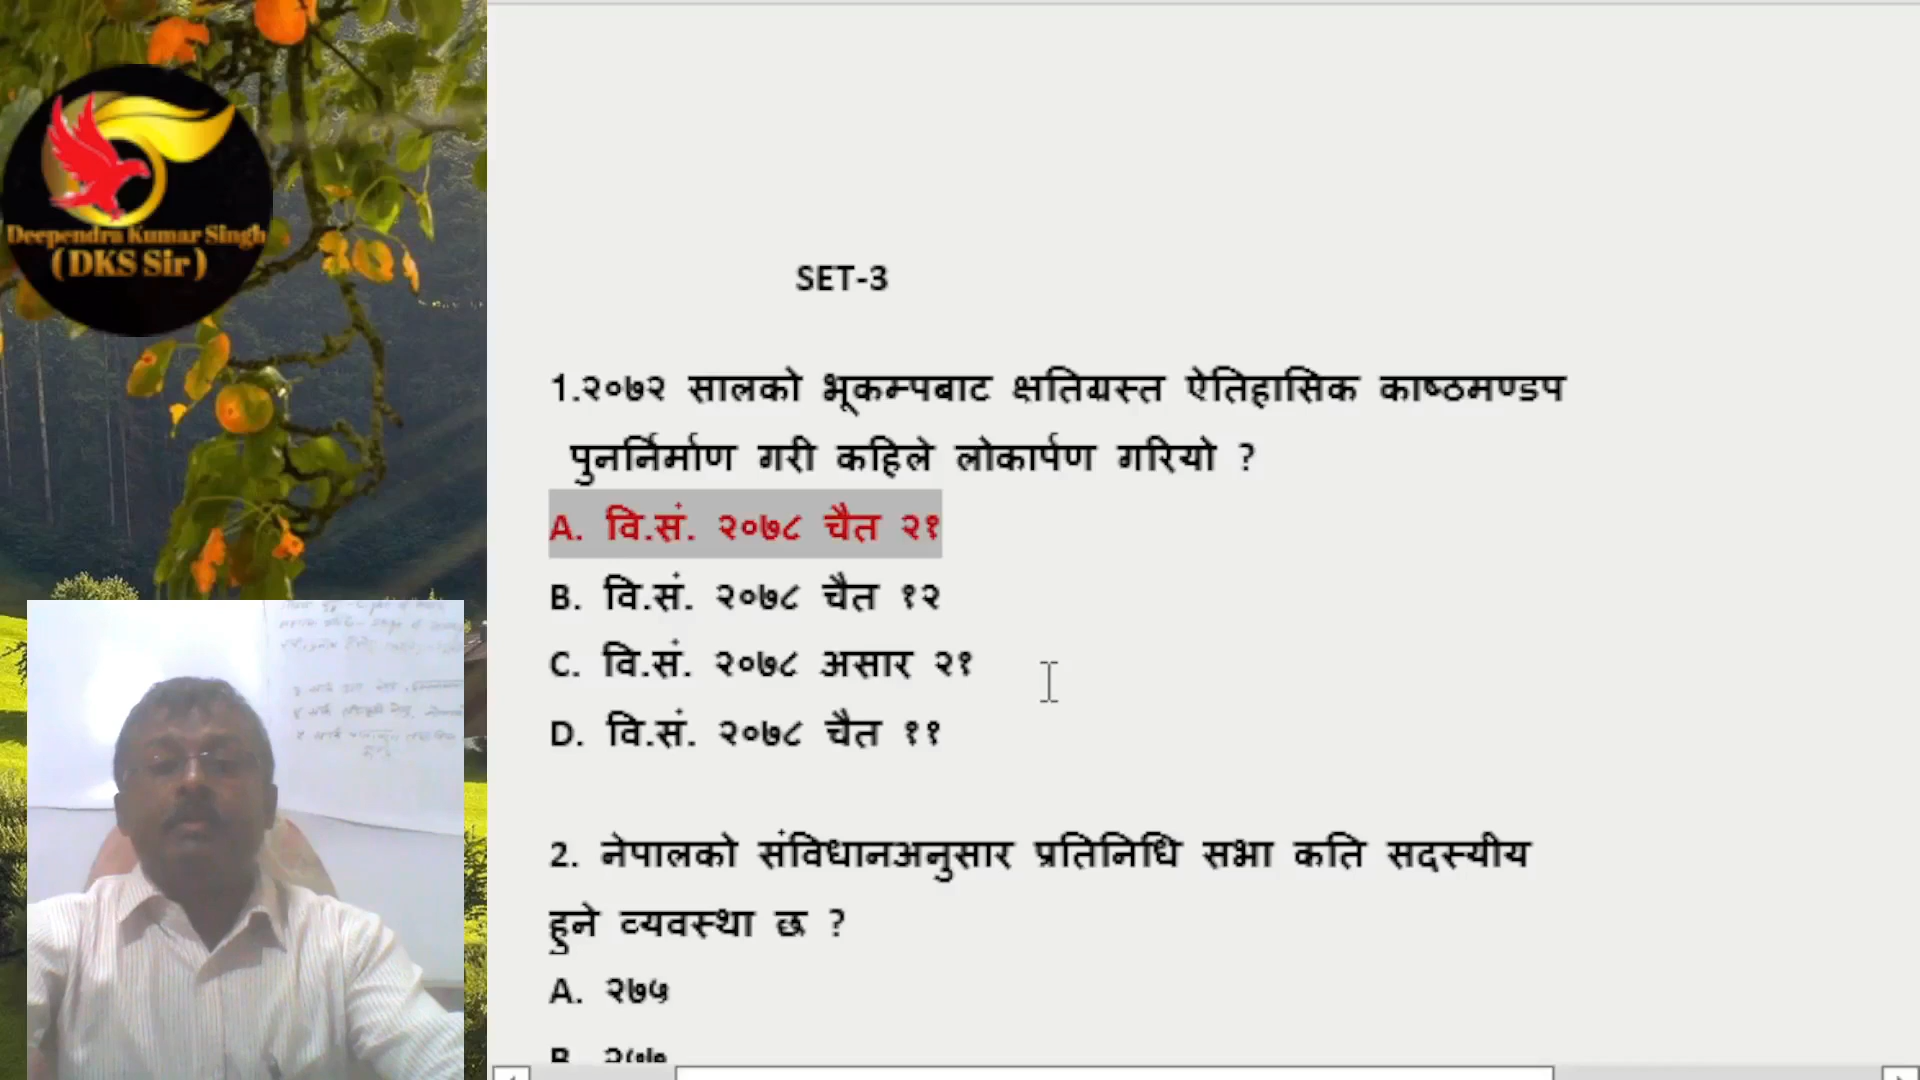 Deependra Kumar Singh
(DKS Sir)
SET-3
1.२०७२ सालको भूकम्पबाट क्षतिग्रस्त ऐतिहासिक काष्ठमण्डप
पुनर्निर्माण गरी कहिले लोकार्पण गरियो ?
A. वि.सं. २०७८ चैत २१
B. वि.सं. २०७८ चैत १२
C. वि.सं. २०७८ असार २१
D. वि.सं. २०७८ चैत ११
2. नेपालको संविधानअनुसार प्रतिनिधि सभा कति सदस्यीय
हुने व्यवस्था छ ?
A. २७५